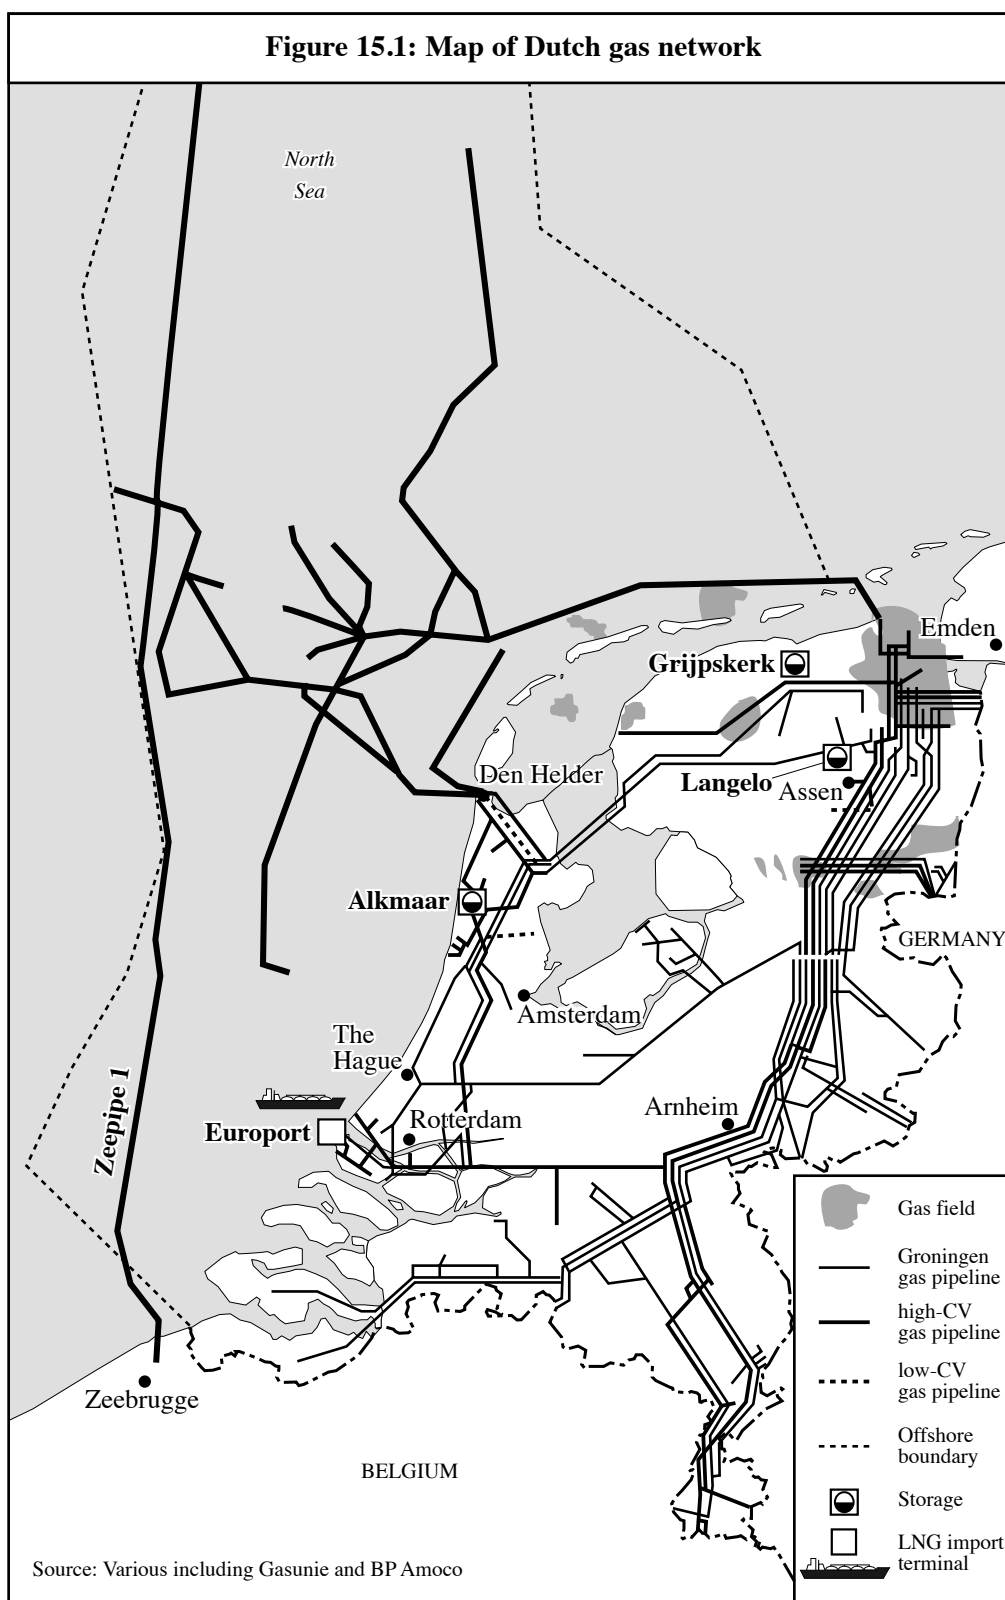 Figure 15.1: Map of Dutch gas network
North
Sea
Emden
Grijpskerk
Den Helder
Langelo
Assen
Alkmaar
GERMANY
Amsterdam
The
Hague
Zeepipe 1
Europort
Rotterdam
Arnheim
Zeebrugge
BELGIUM
Gas field
Groningen
gas pipeline
high-CV
gas pipeline
low-CV
gas pipeline
Offshore
boundary
Storage
LNG import
terminal
Source: Various including Gasunie and BP Amoco